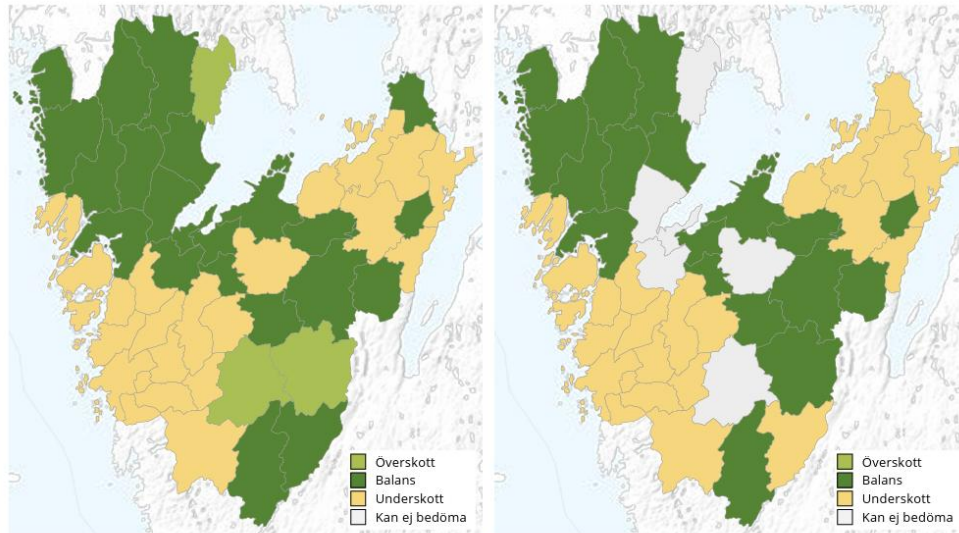 Överskott
Balans
Underskott
Kan ej bedöma
Överskott
Balans
Underskott
Kan ej bedöma